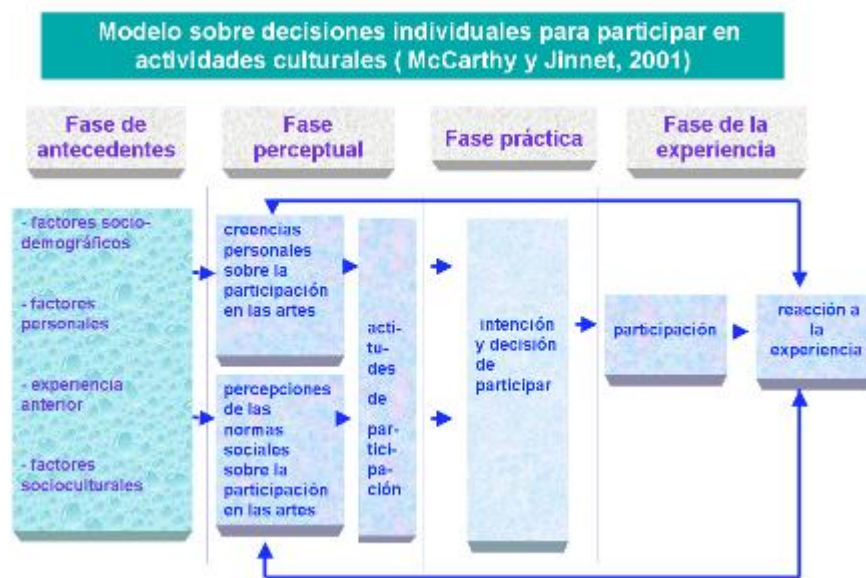 Modelo sobre decisiones individuales para participar en
actividades culturales ( McCarthy y Jinnet, 2001)
Fase de
antecedentes
Fase
perceptual
Fase práctica
Fase de la
experiencia
- factores socio-
demográficos
- factores
personales
- experiencia
anterior
- factores
socioculturales
creencias
personales
sobre la
participación
en las artes
percepciones
de las
normas
sociales
sobre la
participación
en las artes
acti-
tu-
des
de
par-
tici-
pa-
ción
intención
y decisión
de
participar
participación
reacción a
la
experiencia